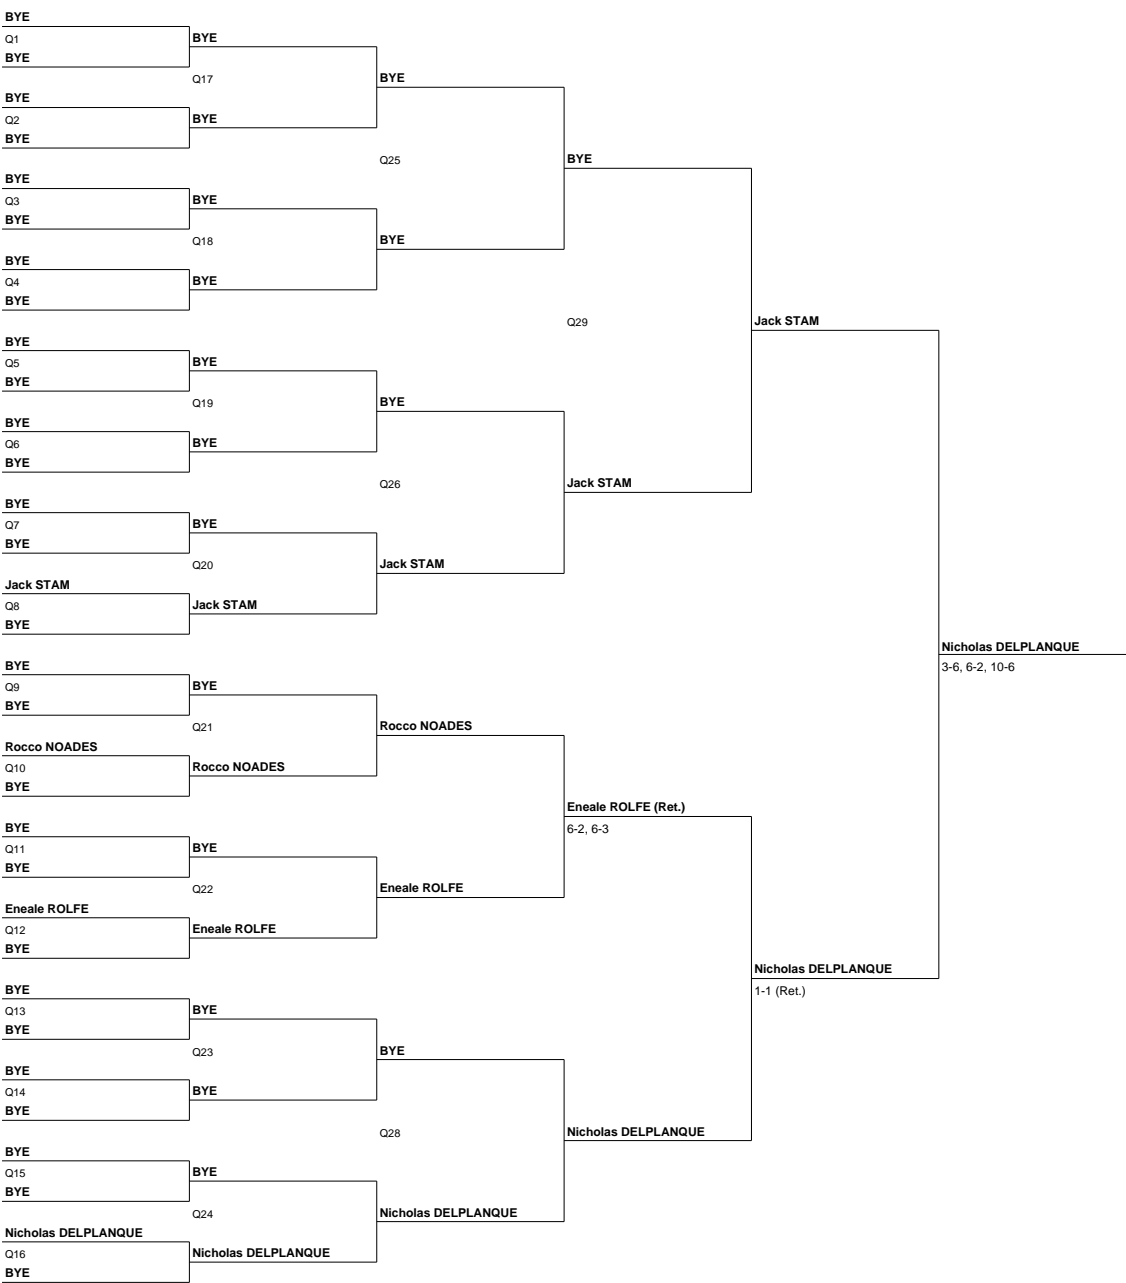 BYE
Q1
BYE
BYE
Q17
BYE
BYE
Q2
BYE
BYE
Q25
BYE
BYE
Q3
BYE
BYE
Q18
BYE
BYE
Q4
BYE
BYE
Q29
Jack STAM
BYE
Q5
BYE
BYE
Q19
BYE
BYE
Q6
BYE
BYE
Q26
Jack STAM
BYE
Q7
BYE
BYE
Q20
Jack STAM
Jack STAM
Q8
Jack STAM
BYE
Nicholas DELPLANQUE
3-6, 6-2, 10-6
BYE
Q9
BYE
BYE
Q21
Rocco NOADES
Rocco NOADES
Q10
Rocco NOADES
BYE
Eneale ROLFE (Ret.)
6-2, 6-3
BYE
Q11
BYE
BYE
Q22
Eneale ROLFE
Eneale ROLFE
Q12
Eneale ROLFE
BYE
Nicholas DELPLANQUE
1-1 (Ret.)
BYE
Q13
BYE
BYE
Q23
BYE
BYE
Q14
BYE
BYE
Q28
Nicholas DELPLANQUE
BYE
Q15
BYE
BYE
Q24
Nicholas DELPLANQUE
Nicholas DELPLANQUE
Q16
Nicholas DELPLANQUE
BYE